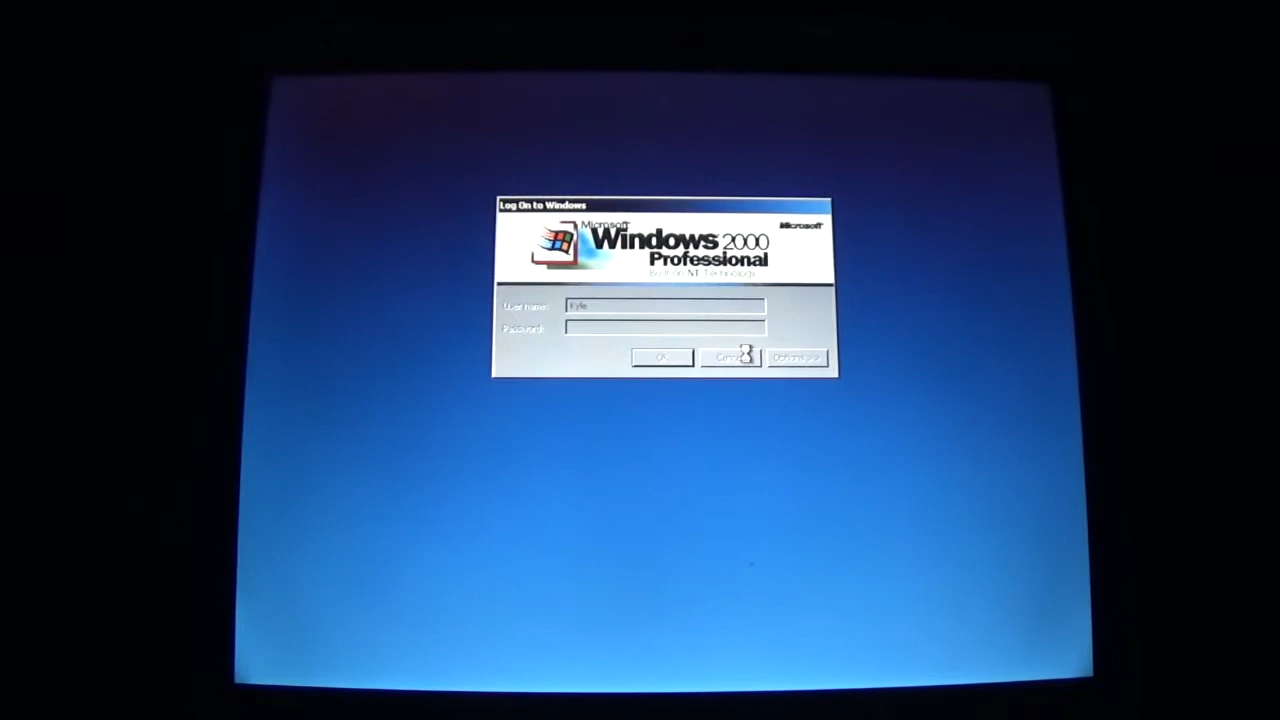 Log On to Windows
Microsoft
Windows 2000
Professional
Built on NT Technology
Microsoft
User name: Kyle
Password:
OK Cancel Options >>